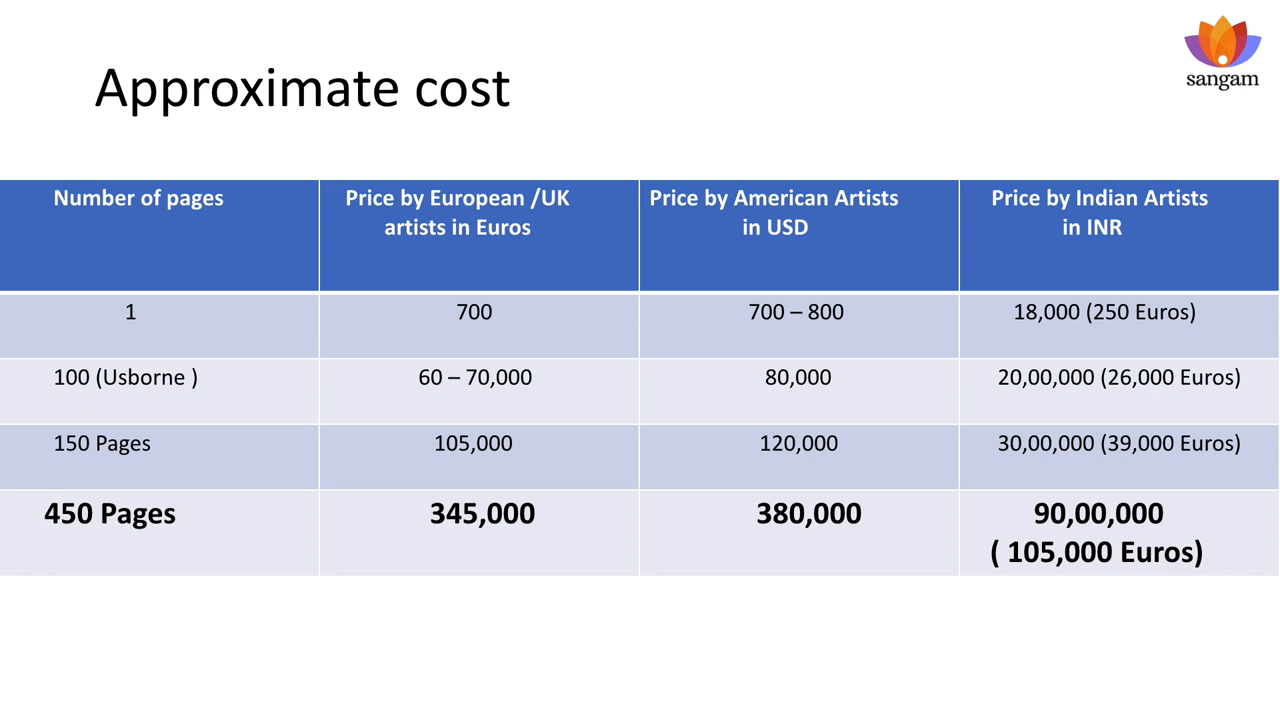 sangam
Approximate cost
Number of pages
Price by European /UK
artists in Euros
Price by American Artists
in USD
Price by Indian Artists
in INR
1
700
700 – 800
18,000 (250 Euros)
100 (Usborne )
60 – 70,000
80,000
20,00,000 (26,000 Euros)
150 Pages
105,000
120,000
30,00,000 (39,000 Euros)
450 Pages
345,000
380,000
90,00,000
( 105,000 Euros)